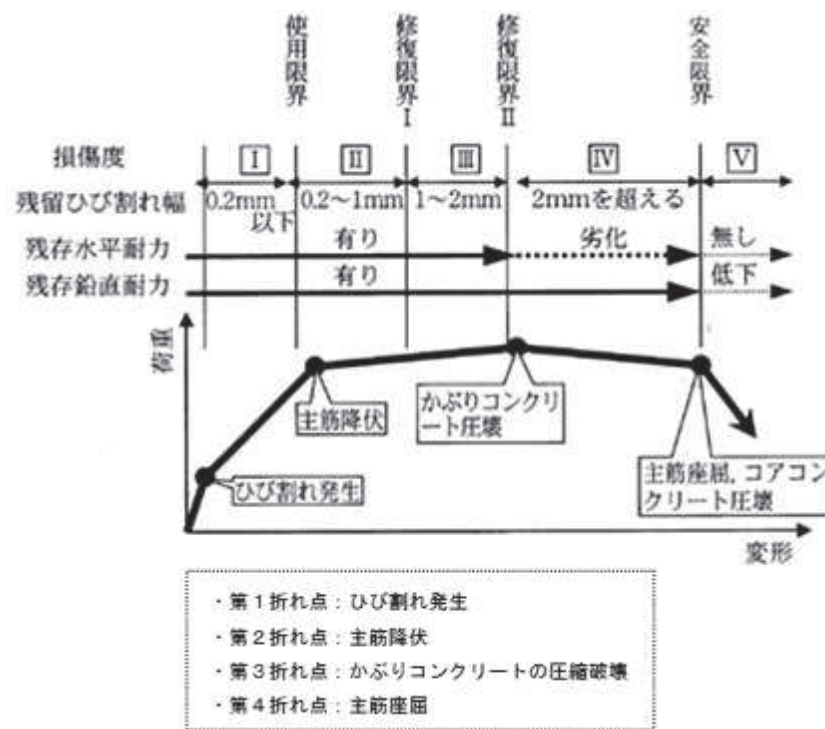 使用限界
修復限界Ⅰ
修復限界Ⅱ
安全限界
損傷度 Ⅰ Ⅱ Ⅲ Ⅳ Ⅴ
残留ひび割れ幅 0.2mm以下 0.2〜1mm 1〜2mm 2mmを超える
残存水平耐力 有り 劣化 無し
残存鉛直耐力 有り 低下
荷重
主筋降伏
かぶりコンクリ
ート圧壊
ひび割れ発生
主筋座屈,コアコン
クリート圧壊
変形
・第1折れ点:ひび割れ発生
・第2折れ点:主筋降伏
・第3折れ点:かぶりコンクリートの圧縮破壊
・第4折れ点:主筋座屈